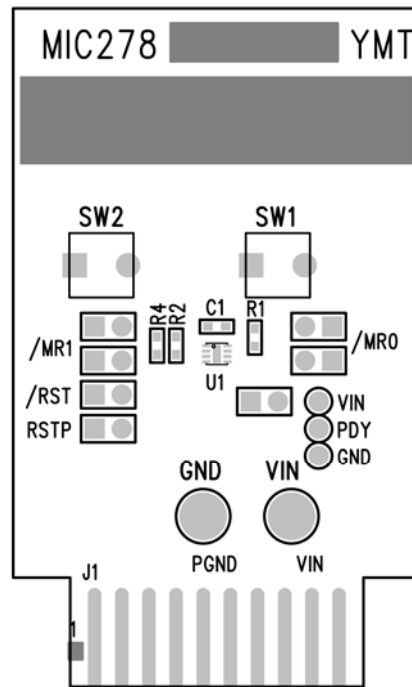 MIC278 YMT
SW2 SW1
R4 R2 C1 R1
/MR1 /MR0
U1
/RST VIN
RSTP PDY
GND
GND VIN
PGND VIN
J1
1